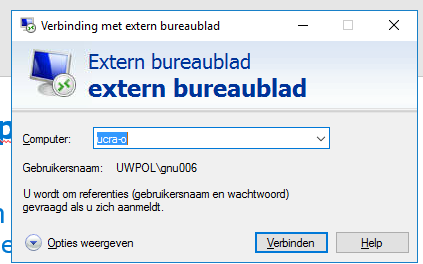 Verbinding met extern bureaublad
Extern bureaublad
extern bureaublad
Computer: ucra-o
Gebruikersnaam: UWPOL\gnu006
U wordt om referenties (gebruikersnaam en wachtwoord)
gevraagd als u zich aanmeldt.
Opties weergeven Verbinden Help